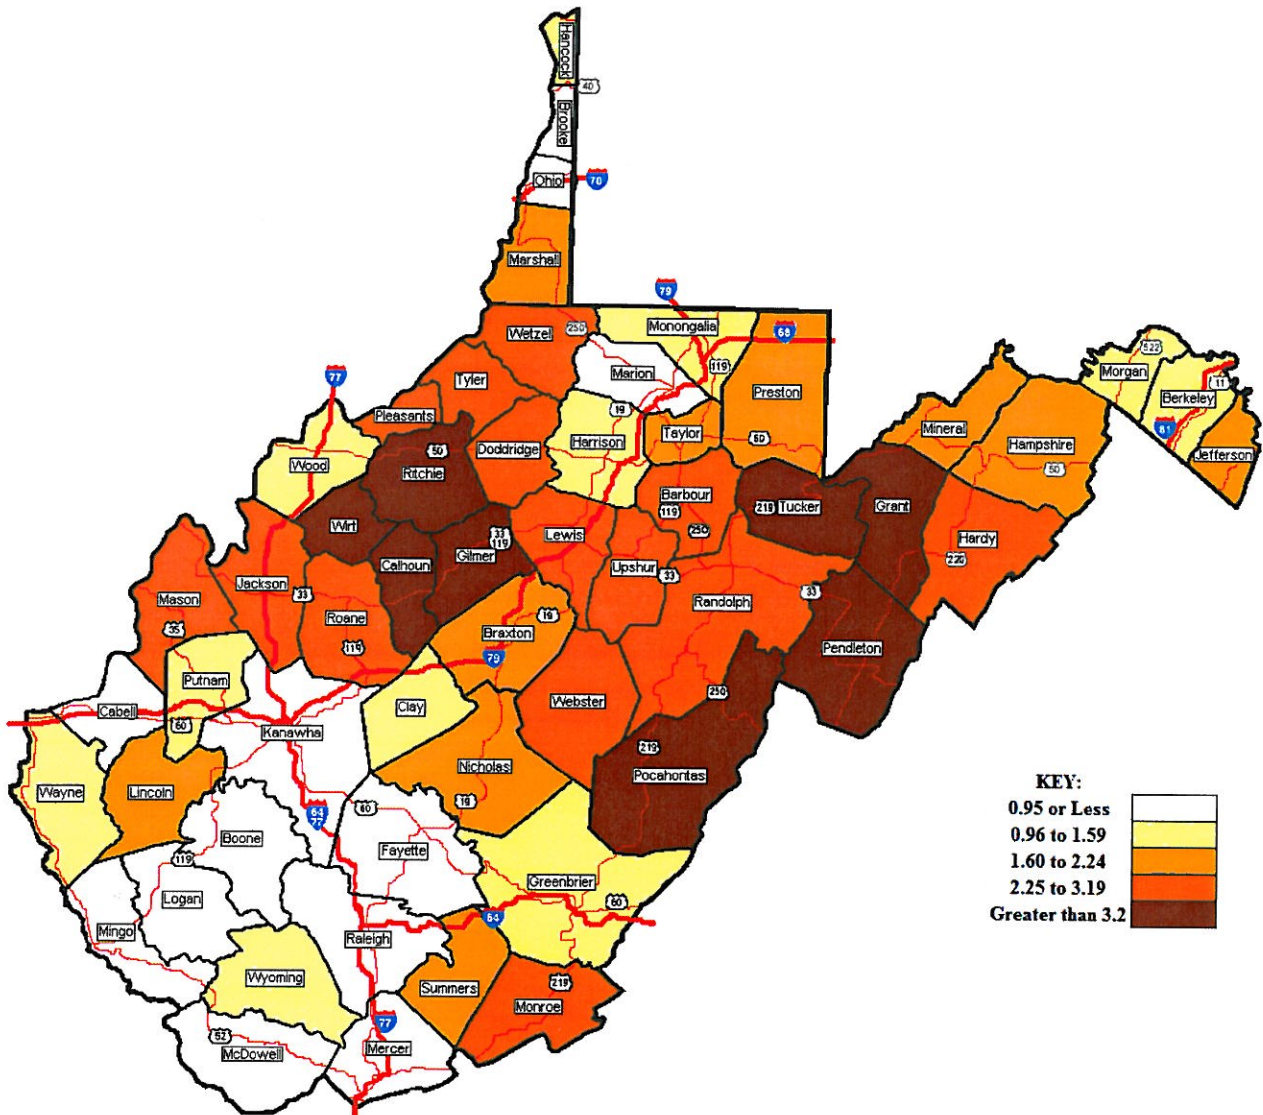 Hancock
40
Brooke
Ohio
70
Marshall
79
Wetzel
250
Monongalia
68
Marion
119
Preston
77
Tyler
Pleasants
19
Harrison
Taylor
50
Doddridge
50
Ritchie
Wood
522
Morgan
11
Berkeley
81
Jefferson
Mineral
Hampshire
50
Barbour
119
250
219
Tucker
Grant
Hardy
220
Wirt
33
119
Gilmer
Lewis
Calhoun
Upshur
33
Jackson
33
Mason
35
Roane
119
Randolph
33
Braxton
19
79
Pendleton
Putnam
60
Clay
Webster
250
Cabell
Kanawha
219
Pocahontas
Nicholas
19
Wayne
Lincoln
64
77
60
Boone
Fayette
119
Logan
Greenbrier
60
64
Mingo
Raleigh
Wyoming
Summers
219
Monroe
77
52
McDowell
Mercer
KEY:
0.95 or Less
0.96 to 1.59
1.60 to 2.24
2.25 to 3.19
Greater than 3.2